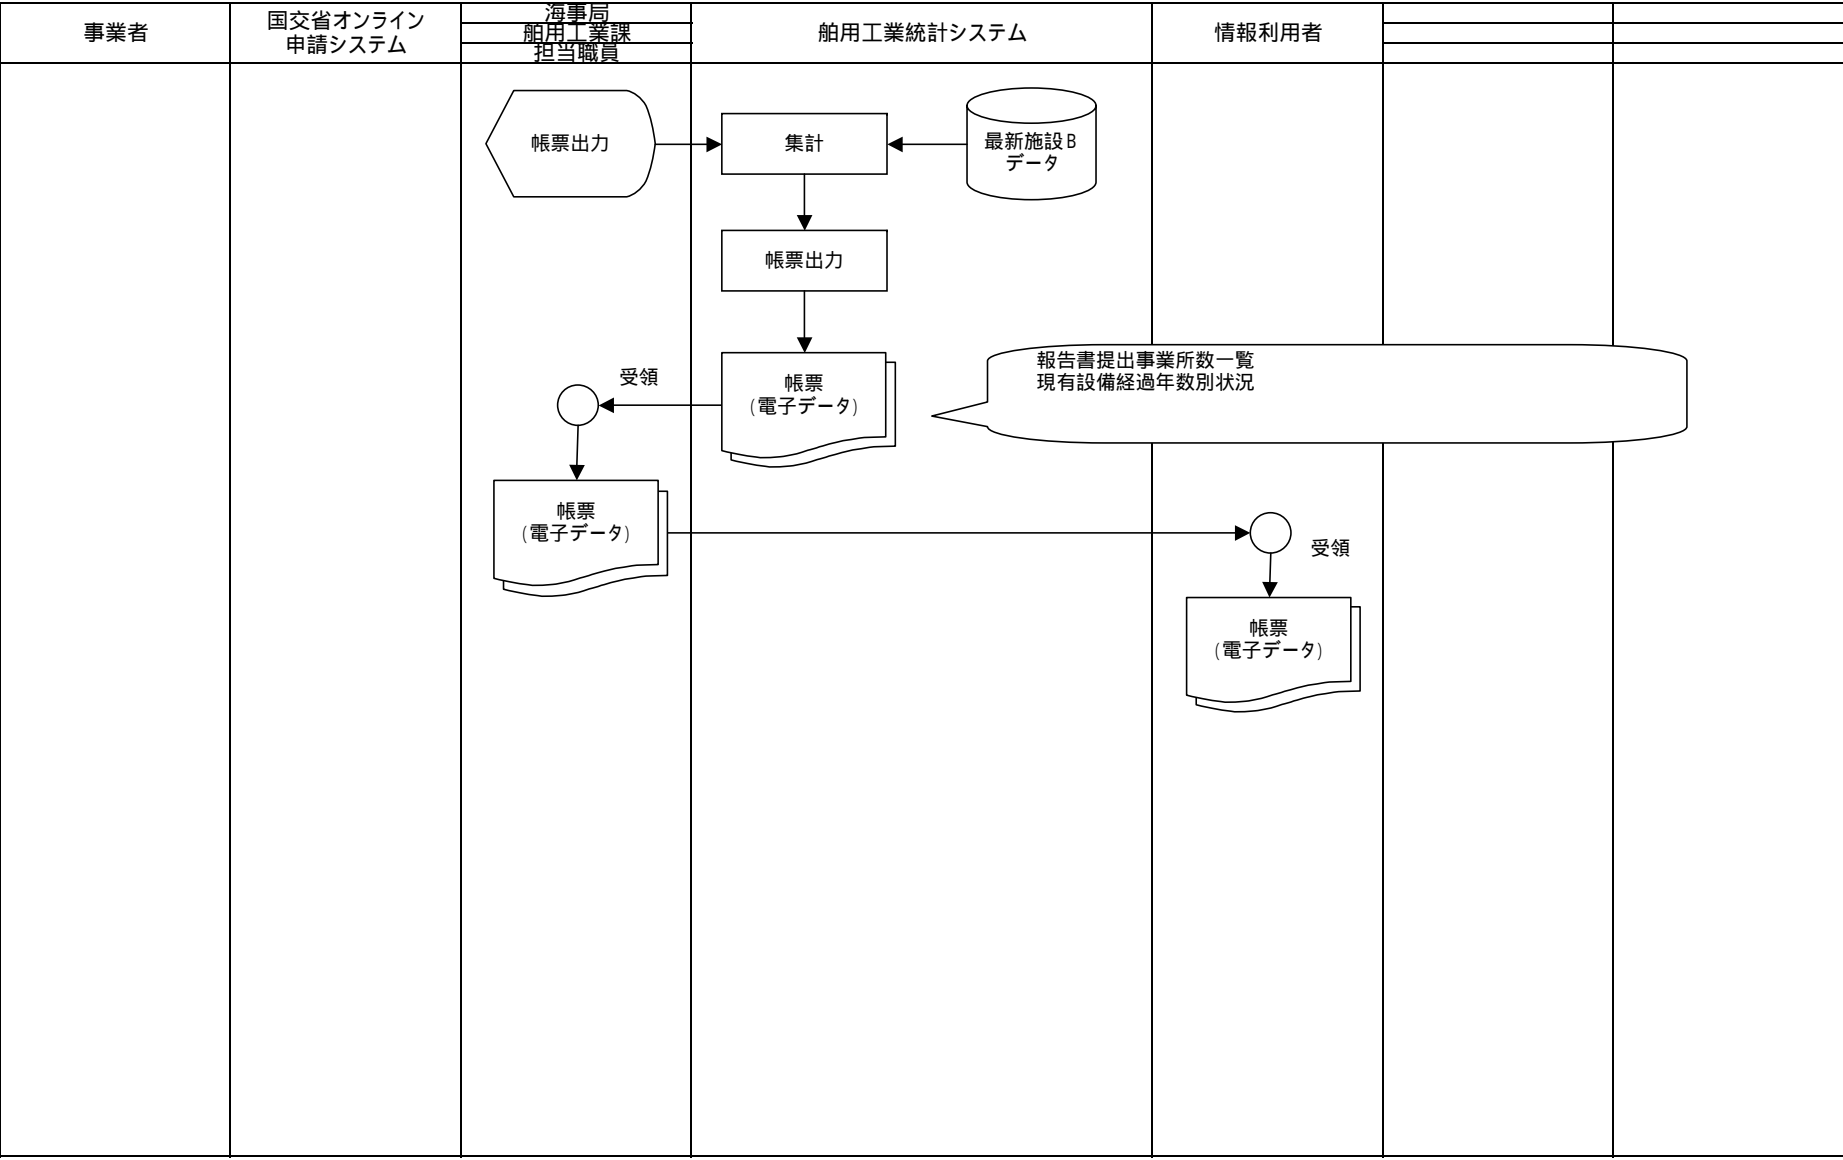 事業者
国交省オンライン
申請システム
海事局
舶用工業課
担当職員
舶用工業統計システム
情報利用者
帳票出力
集計
最新施設B
データ
帳票出力
報告書提出事業所数一覧
現有設備経過年数別状況
受領
帳票
(電子データ)
帳票
(電子データ)
受領
帳票
(電子データ)